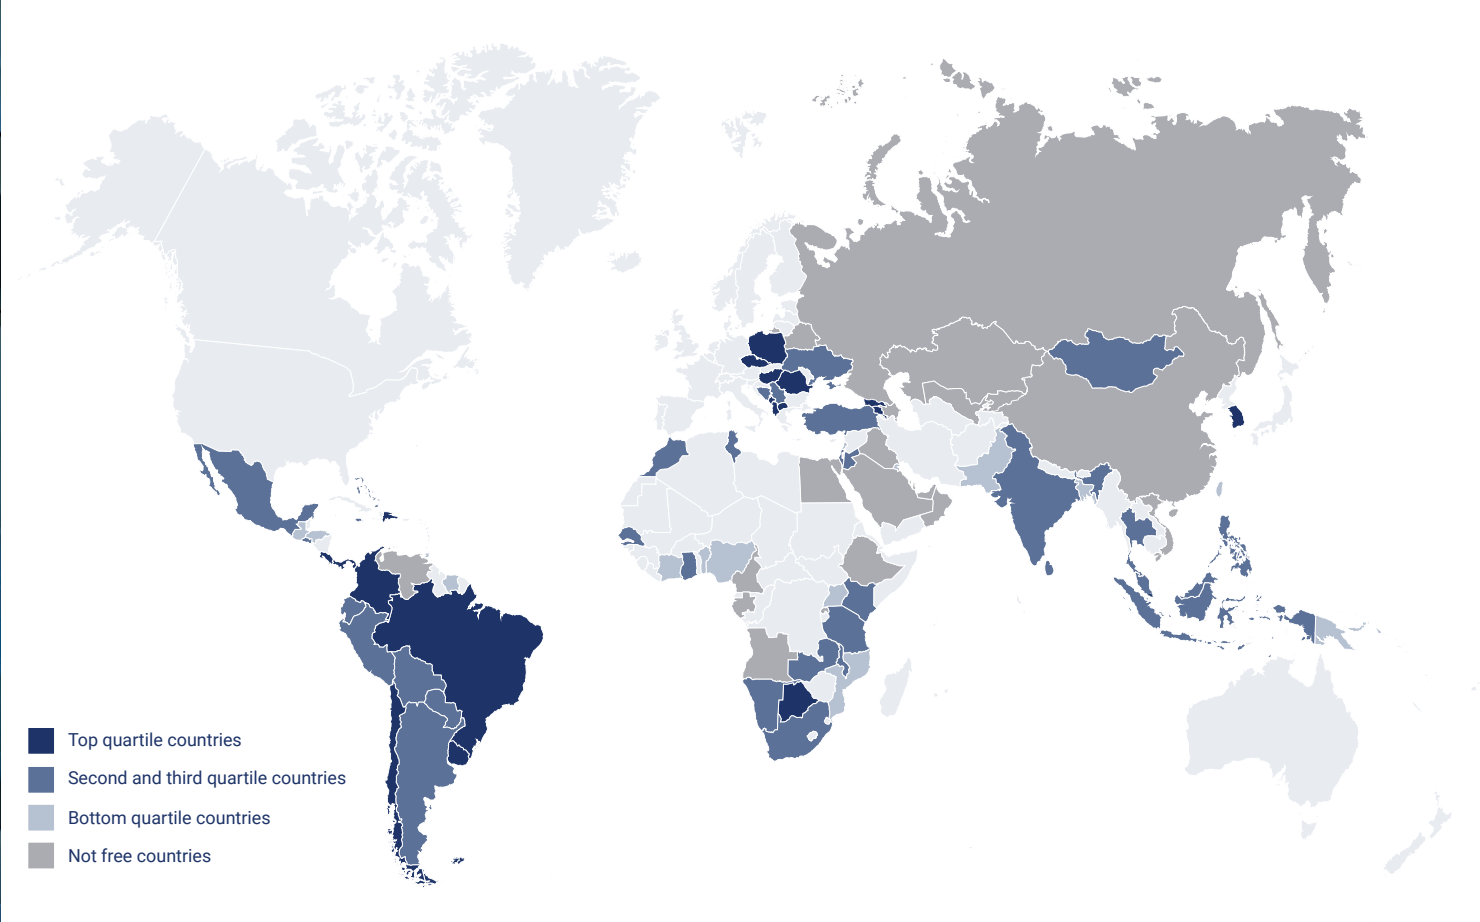 Top quartile countries
Second and third quartile countries
Bottom quartile countries
Not free countries